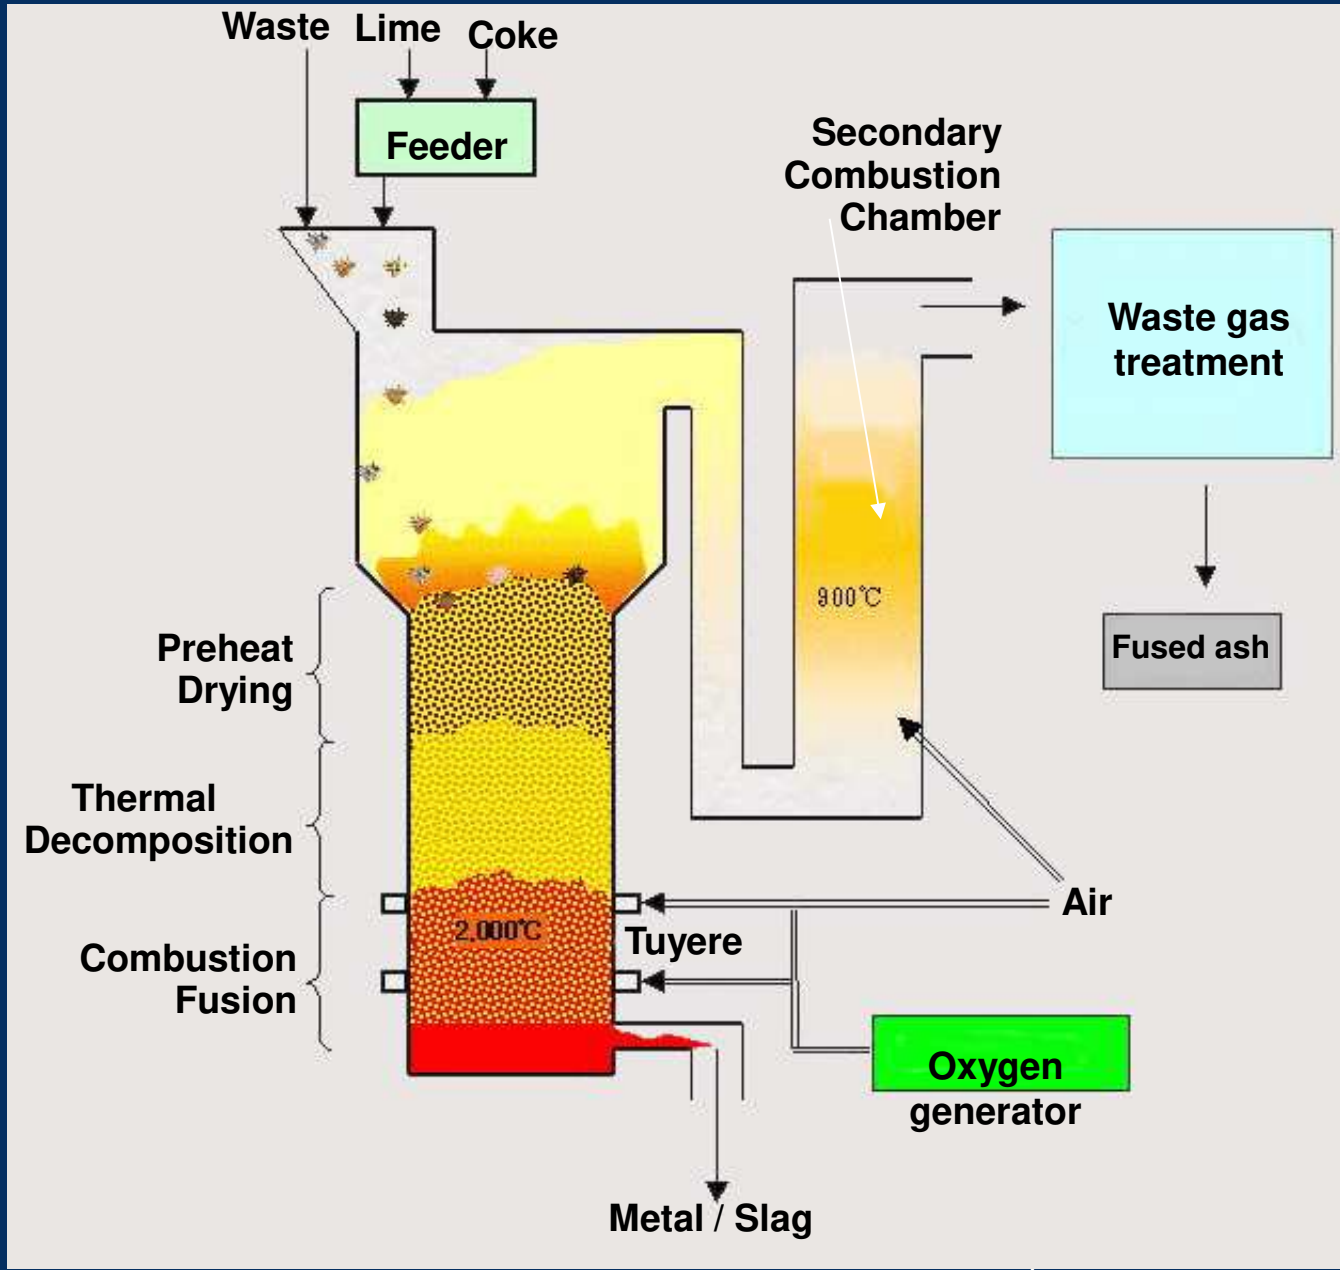 Waste
Lime
Coke
Feeder
Secondary
Combustion
Chamber
Waste gas
treatment
900℃
Fused ash
Preheat
Drying
Thermal
Decomposition
Air
2,000℃
Tuyere
Combustion
Fusion
Oxygen
generator
Metal / Slag